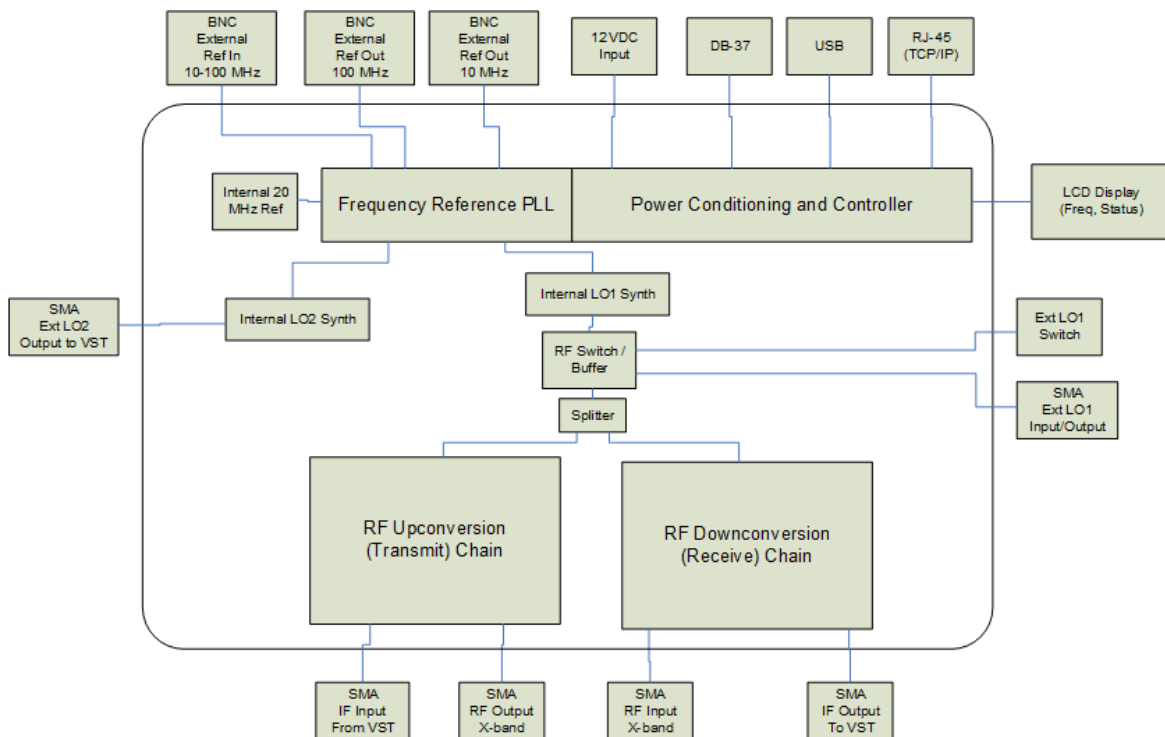 BNC
External
Ref In
10-100 MHz
BNC
External
Ref Out
100 MHz
BNC
External
Ref Out
10 MHz
12VDC
Input
DB-37
USB
RJ-45
(TCP/IP)
Internal 20
MHz Ref
Frequency Reference PLL
Power Conditioning and Controller
LCD Display
(Freq, Status)
SMA
Ext LO2
Output to VST
Internal LO2 Synth
Internal LO1 Synth
RF Switch /
Buffer
Ext LO1
Switch
SMA
Ext LO1
Input/Output
Splitter
RF Upconversion
(Transmit) Chain
RF Downconversion
(Receive) Chain
SMA
IF Input
From VST
SMA
RF Output
X-band
SMA
RF Input
X-band
SMA
IF Output
To VST